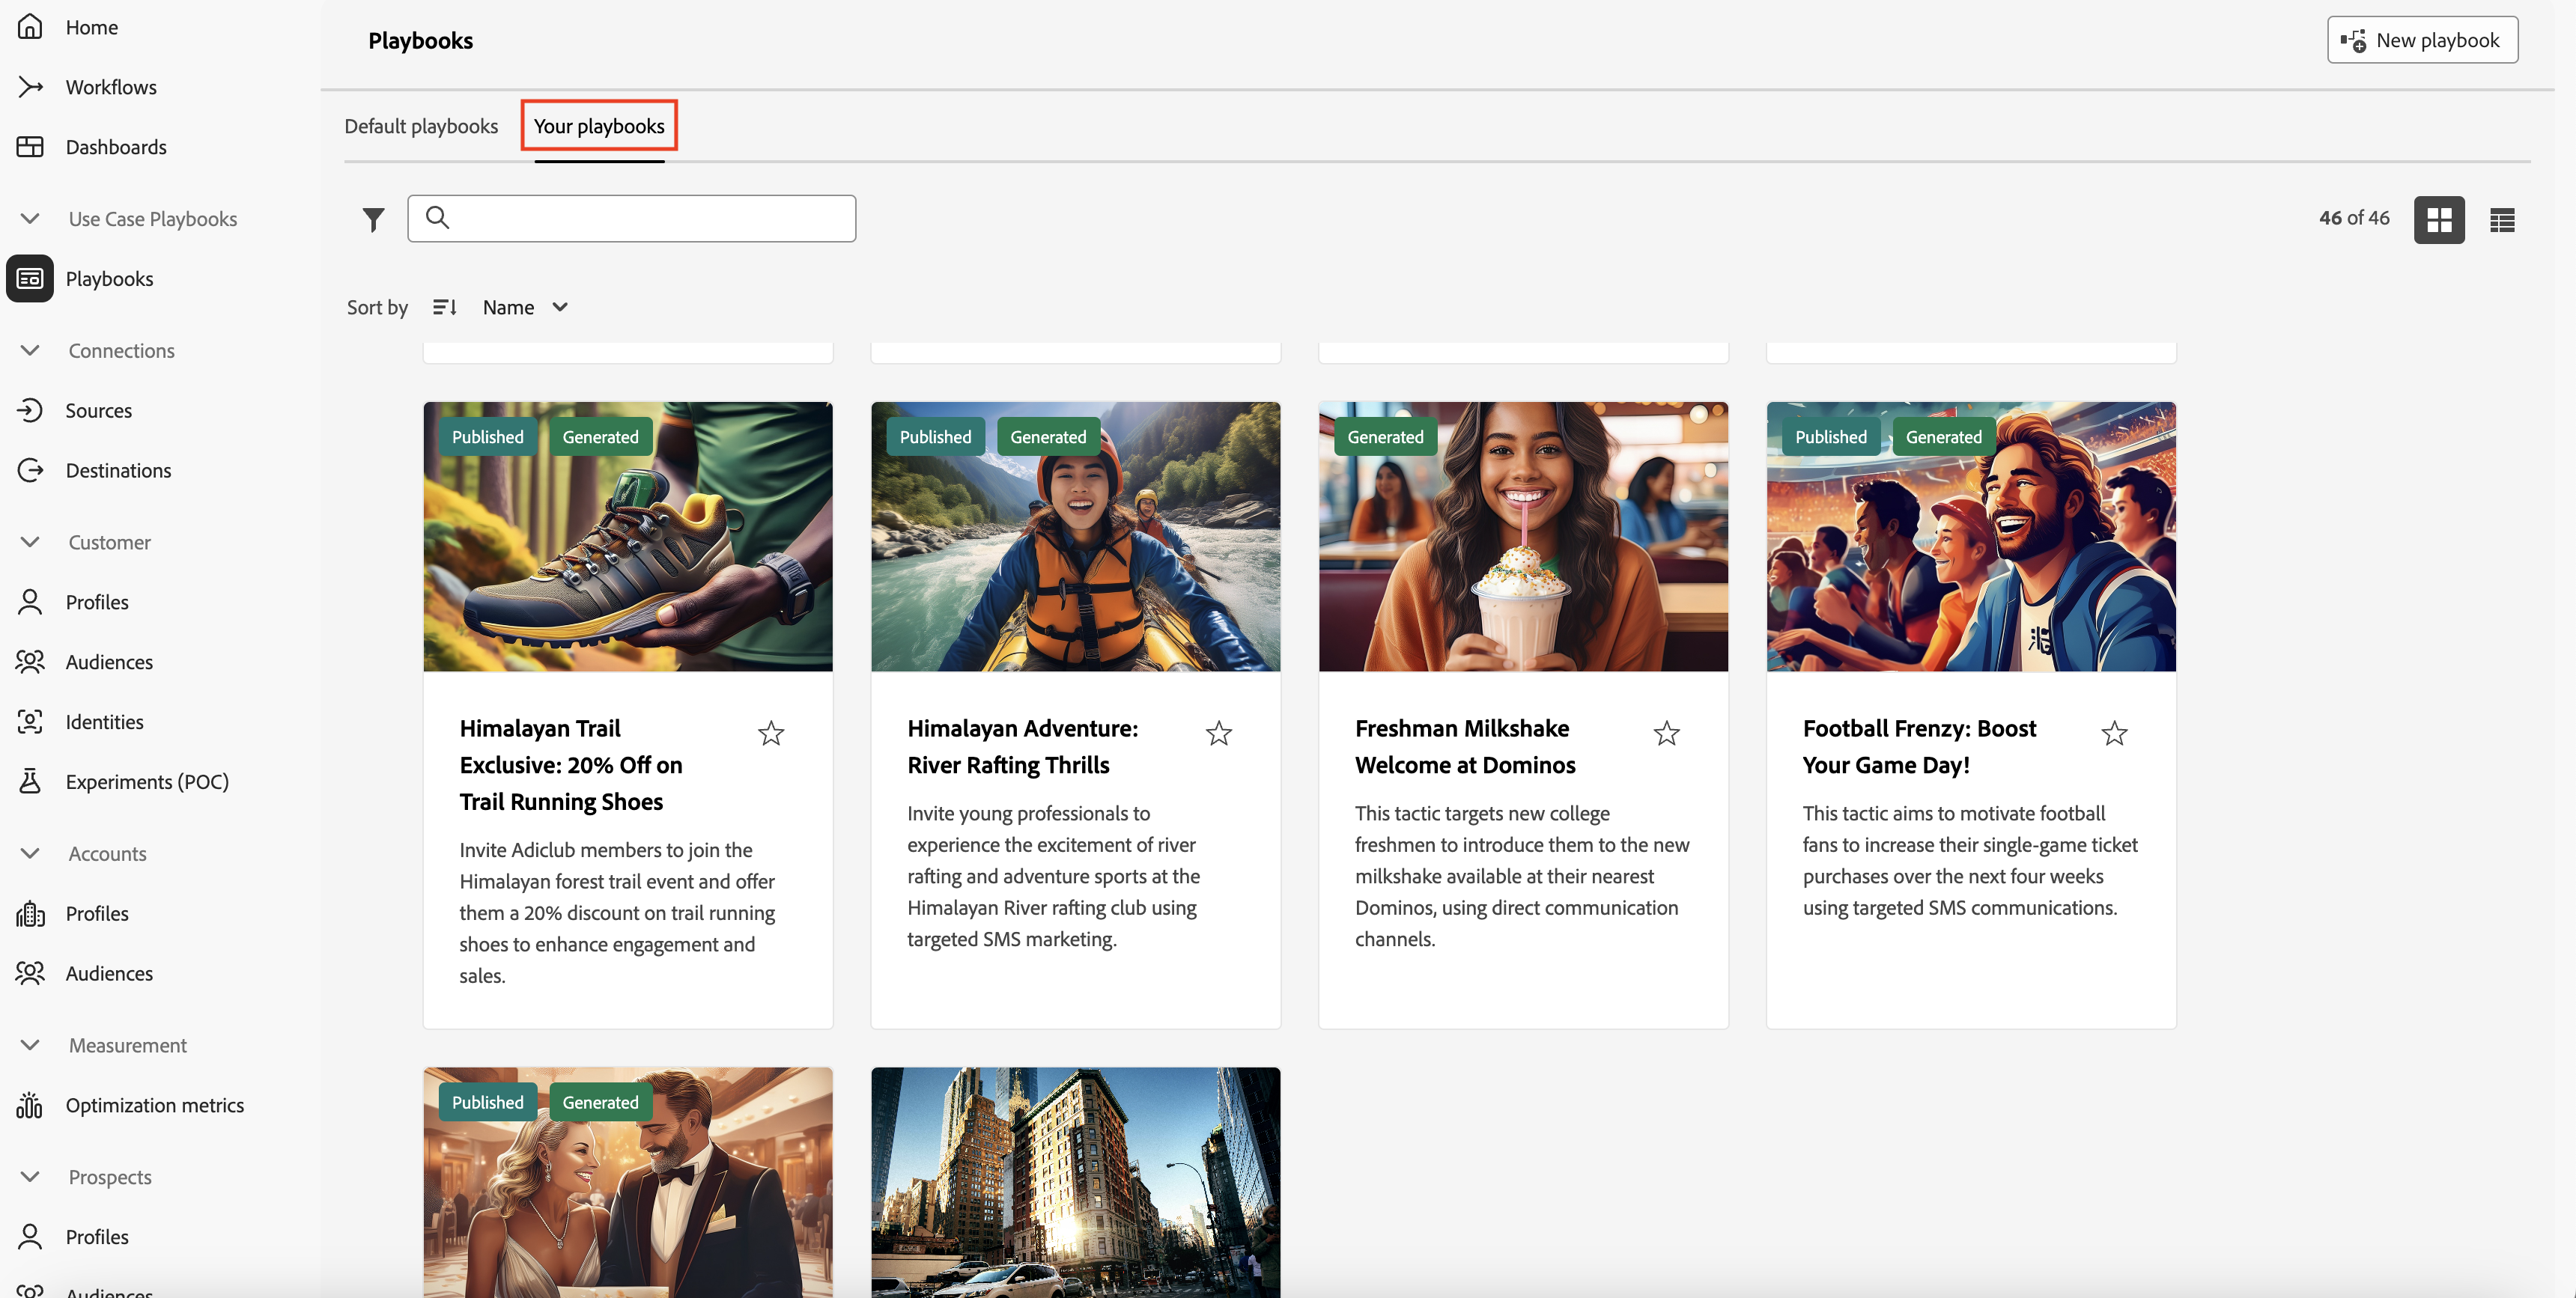 Home
Workflows
Dashboards
Use Case Playbooks
Playbooks
Connections
Sources
Destinations
Customer
Profiles
Audiences
Identities
Experiments (POC)
Accounts
Profiles
Audiences
Measurement
Optimization metrics
Prospects
Profiles
Audiences
Playbooks
New playbook
Default playbooks
Your playbooks
46 of 46
Sort by
Name
Published
Generated
Himalayan Trail
Exclusive: 20% Off on
Trail Running Shoes
Invite Adiclub members to join the
Himalayan forest trail event and offer
them a 20% discount on trail running
shoes to enhance engagement and
sales.
Published
Generated
Himalayan Adventure:
River Rafting Thrills
Invite young professionals to
experience the excitement of river
rafting and adventure sports at the
Himalayan River rafting club using
targeted SMS marketing.
Generated
Freshman Milkshake
Welcome at Dominos
This tactic targets new college
freshmen to introduce them to the new
milkshake available at their nearest
Dominos, using direct communication
channels.
Published
Generated
Football Frenzy: Boost
Your Game Day!
This tactic aims to motivate football
fans to increase their single-game ticket
purchases over the next four weeks
using targeted SMS communications.
Published
Generated